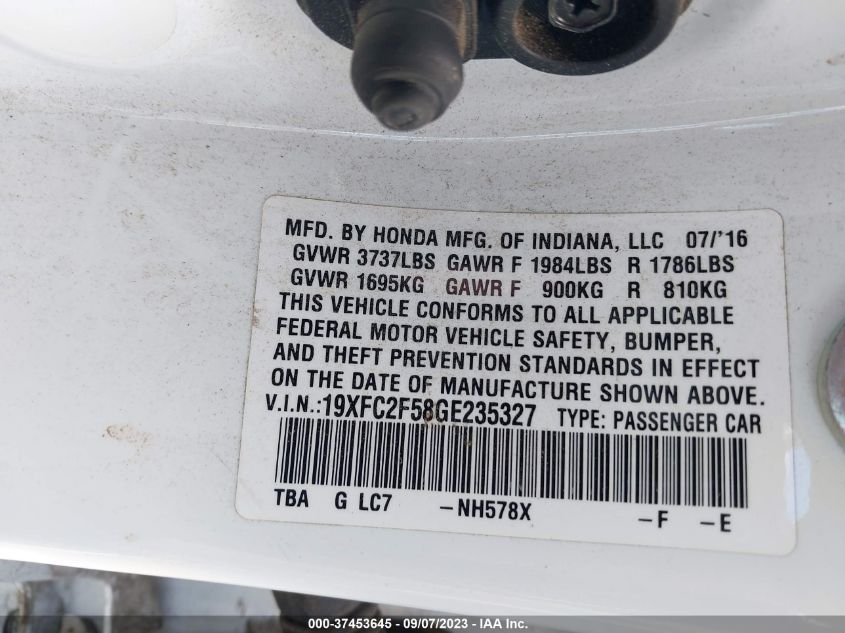 MFD. BY HONDA MFG. OF INDIANA, LLC 07/'16
GVWR 3737LBS GAWR F 1984LBS R 1786LBS
GVWR 1695KG GAWR F 900KG R 810KG
THIS VEHICLE CONFORMS TO ALL APPLICABLE
FEDERAL MOTOR VEHICLE SAFETY, BUMPER,
AND THEFT PREVENTION STANDARDS IN EFFECT
ON THE DATE OF MANUFACTURE SHOWN ABOVE.
V.I.N.:19XFC2F58GE235327 TYPE: PASSENGER CAR
TBA G LC7 -NH578X -F -E
000-37453645 - 09/07/2023 - IAA Inc.